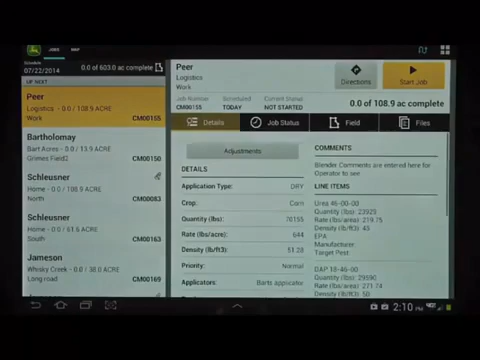 JOBS MAP
Schedule
07/22/2014
0.0 of 603.0 ac complete
UP NEXT
Peer
Logistics - 0.0 / 108.9 ACRE
Work CM00155
Bartholomay
Bart Acres - 0.0 / 13.9 ACRE
Grimes Field2 CM00150
Schleusner
Home - 0.0 / 160.8 ACRE
North CM00083
Schleusner
Home - 0.0 / 61.6 ACRE
South CM00163
Jameson
Whisky Creek - 0.0 / 38.0 ACRE
Long road CM00169
Peer
Logistics
Work
Directions
Start Job
Job Number
CM00155
Scheduled
TODAY
Current Status
NOT STARTED
0.0 of 108.9 ac complete
Details
Job Status
Field
Files
Adjustments
DETAILS
Application Type: DRY
Crop: Corn
Quantity (lbs): 70155
Rate (lbs/acre): 644
Density (lb/ft3): 51.28
Priority: Normal
Applicators: Barts applicator
COMMENTS
Blender Comments are entered here for
Operator to see
LINE ITEMS
Urea 46-00-00
Quantity (lbs): 23929
Rate (lbs/area): 219.75
Density (lbs/ft3): 45
EPA:
Manufacturer:
Target Pest:
DAP 18-46-00
Quantity (lbs): 29590
Rate (lbs/area): 271.74
Density (lbs/ft3): 50
2:10 PM